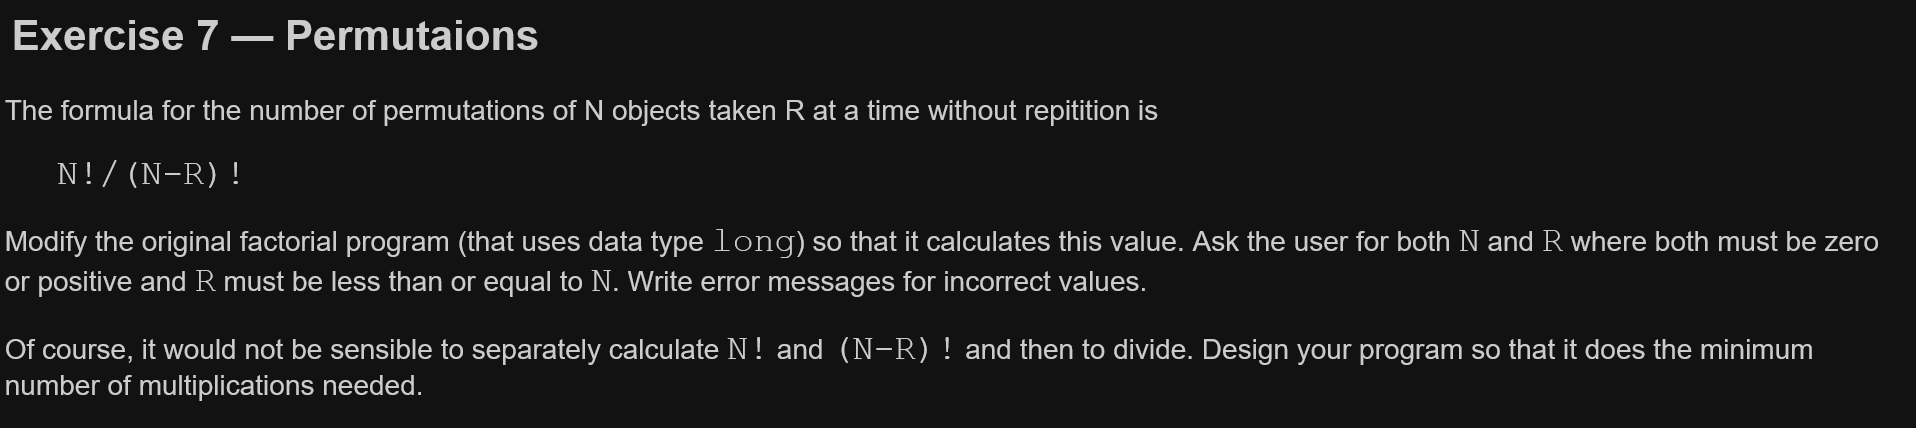 Exercise 7 — Permutaions
The formula for the number of permutations of N objects taken R at a time without repitition is
N!/(N-R)!
Modify the original factorial program (that uses data type long) so that it calculates this value. Ask the user for both N and R where both must be zero
or positive and R must be less than or equal to N. Write error messages for incorrect values.
Of course, it would not be sensible to separately calculate N! and (N-R)! and then to divide. Design your program so that it does the minimum
number of multiplications needed.